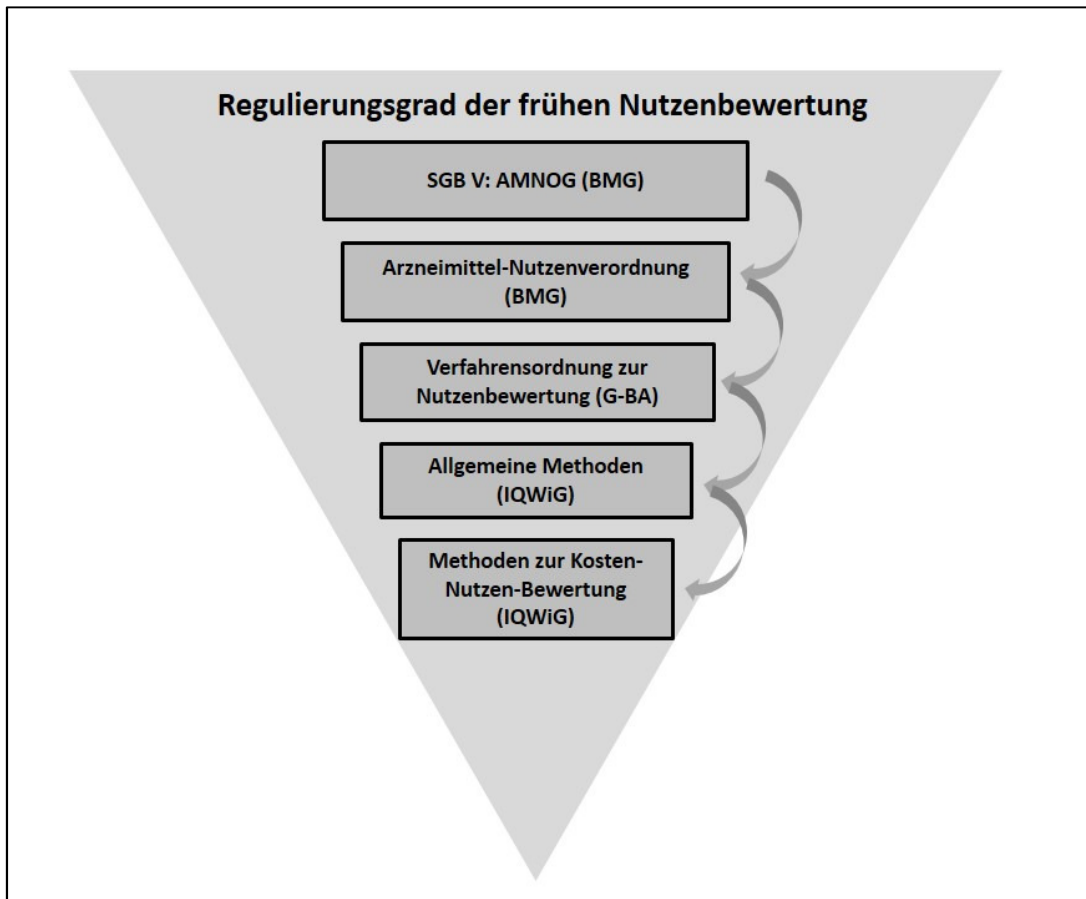 Regulierungsgrad der frühen Nutzenbewertung
SGB V: AMNOG (BMG)
Arzneimittel-Nutzenverordnung
(BMG)
Verfahrensordnung zur
Nutzenbewertung (G-BA)
Allgemeine Methoden
(IQWiG)
Methoden zur Kosten-
Nutzen-Bewertung
(IQWiG)